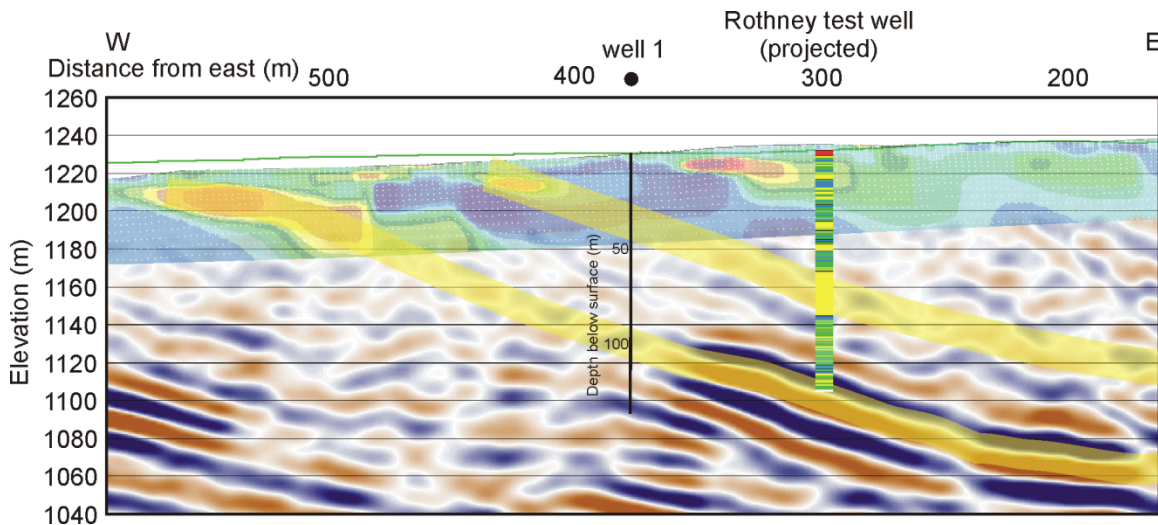 W
Rothney test well
(projected)
E
well 1
Distance from east (m)
500
400
300
200
1260
1240
1220
1200
1180
1160
1140
1120
1100
1080
1060
1040
Elevation (m)
Depth below surface (m)
50
100